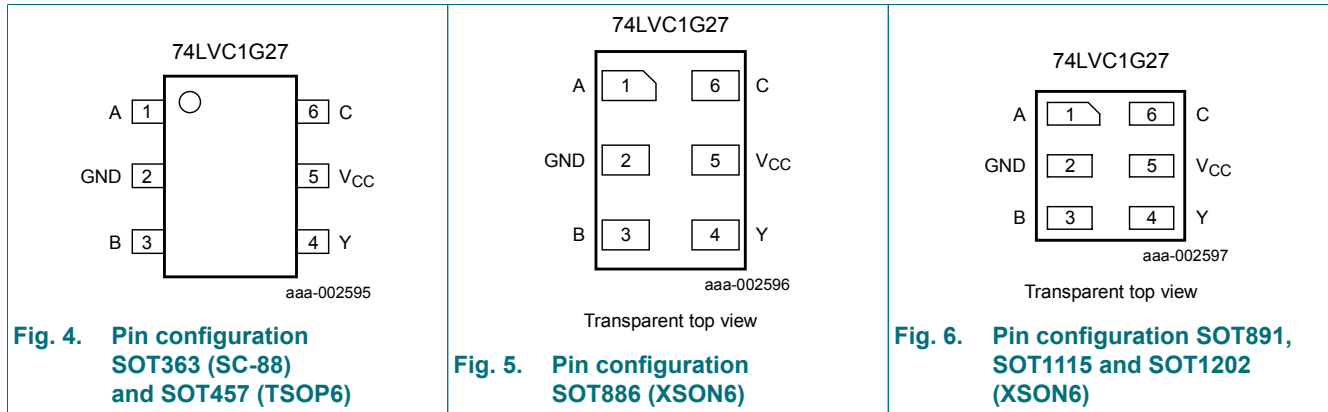 74LVC1G27
A 1
6 C
GND 2
5 VCC
B 3
4 Y
aaa-002595
Fig. 4. Pin configuration
SOT363 (SC-88)
and SOT457 (TSOP6)
74LVC1G27
A 1
6 C
GND 2
5 VCC
B 3
4 Y
aaa-002596
Transparent top view
Fig. 5. Pin configuration
SOT886 (XSON6)
74LVC1G27
A 1
6 C
GND 2
5 VCC
B 3
4 Y
aaa-002597
Transparent top view
Fig. 6. Pin configuration SOT891,
SOT1115 and SOT1202
(XSON6)